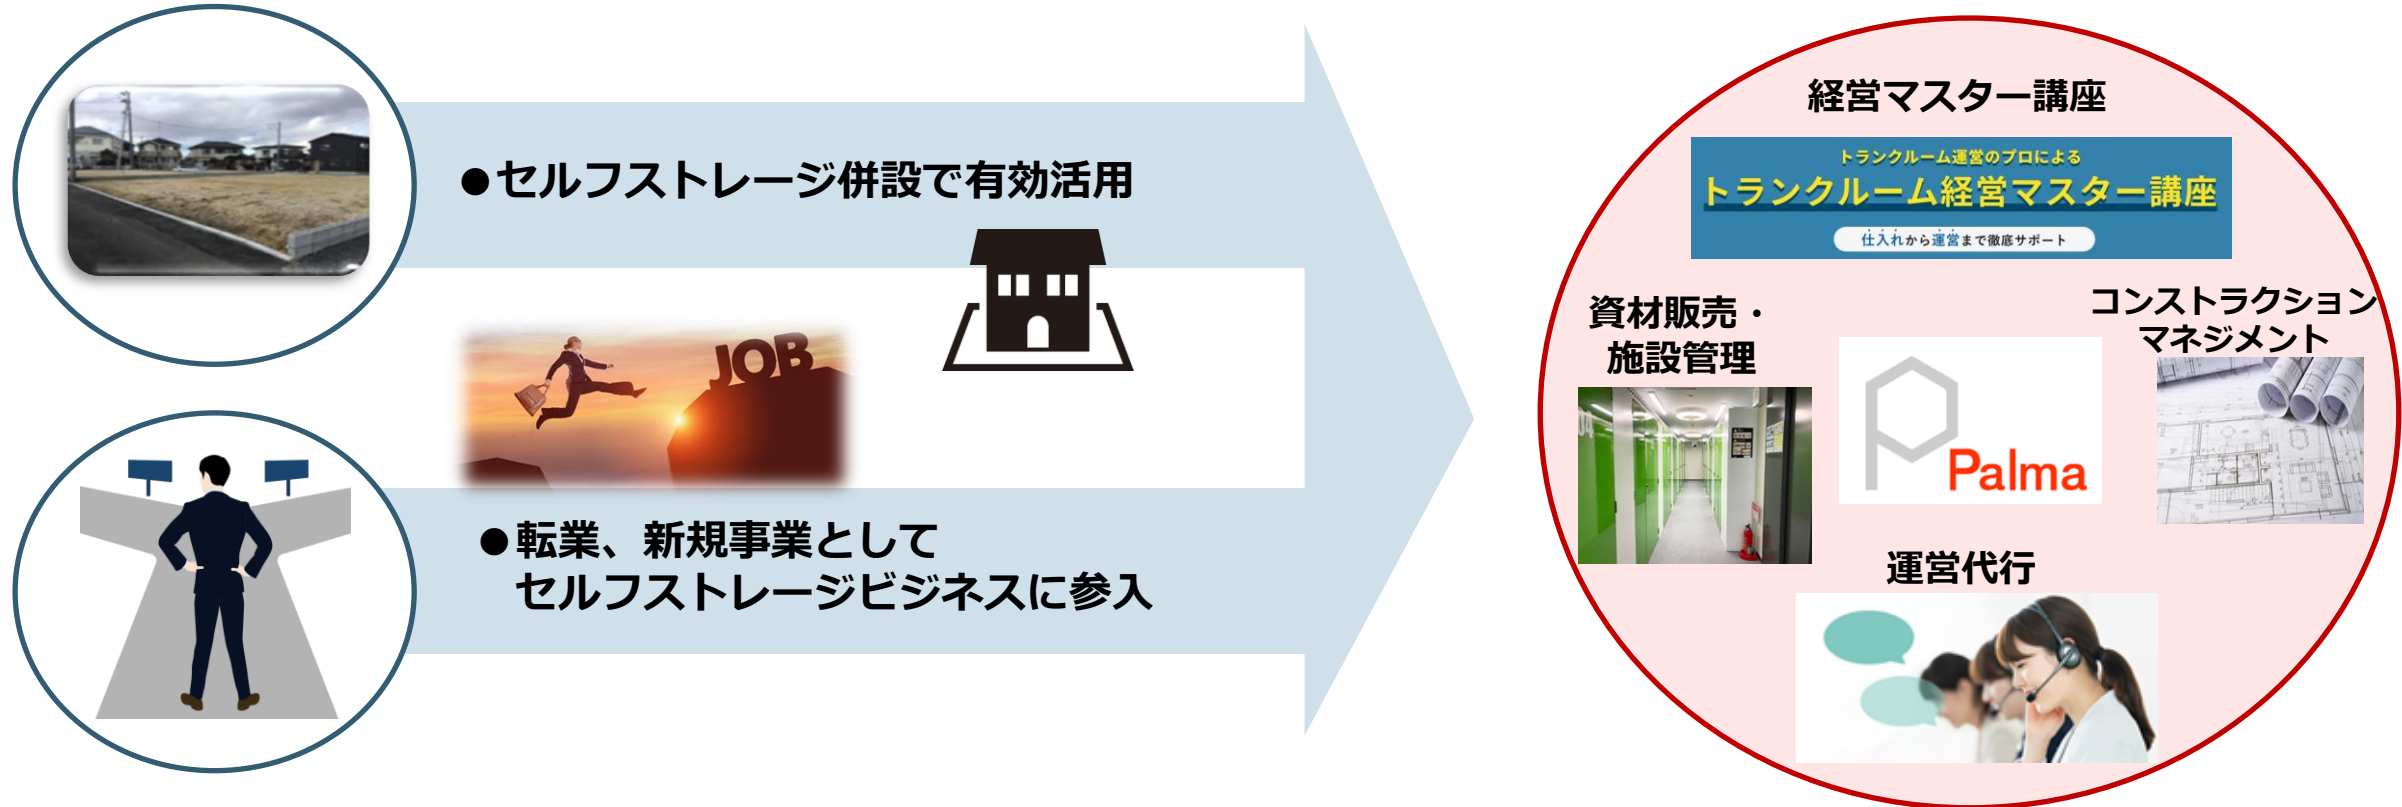 ●セルフストレージ併設で有効活用
JOB
●転業、新規事業として
セルフストレージビジネスに参入
経営マスター講座
トランクルーム運営のプロによる
トランクルーム経営マスター講座
仕入れから運営まで徹底サポート
資材販売・
施設管理
コンストラクション
マネジメント
Palma
運営代行